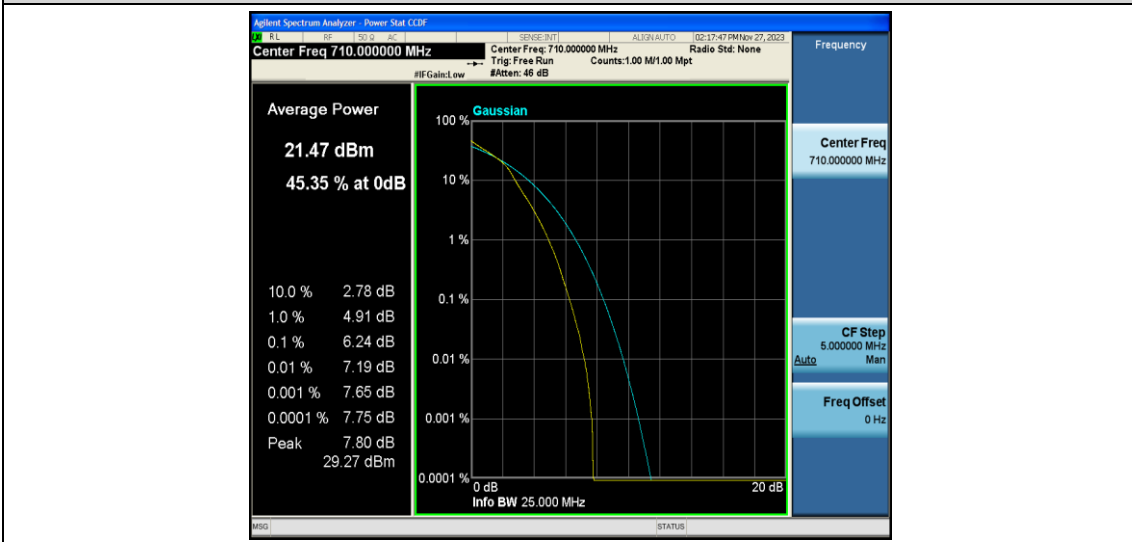 Agilent Spectrum Analyzer - Power Stat CCDF
LXI RL RF 50 Ω AC SENSE:INT ALIGNAUTO 02:17:47 PM Nov 27, 2023
Center Freq 710.000000 MHz
Center Freq: 710.000000 MHz Radio Std: None
Trig: Free Run Counts:1.00 M/1.00 Mpt
#IFGain:Low #Atten: 46 dB
Frequency
Average Power
21.47 dBm
45.35 % at 0dB
10.0 % 2.78 dB
1.0 % 4.91 dB
0.1 % 6.24 dB
0.01 % 7.19 dB
0.001 % 7.65 dB
0.0001 % 7.75 dB
Peak 7.80 dB
29.27 dBm
Gaussian
100 %
10 %
1 %
0.1 %
0.01 %
0.001 %
0.0001 %
0 dB 20 dB
Info BW 25.000 MHz
Center Freq
710.000000 MHz
CF Step
5.000000 MHz
Auto Man
Freq Offset
0 Hz
MSG STATUS